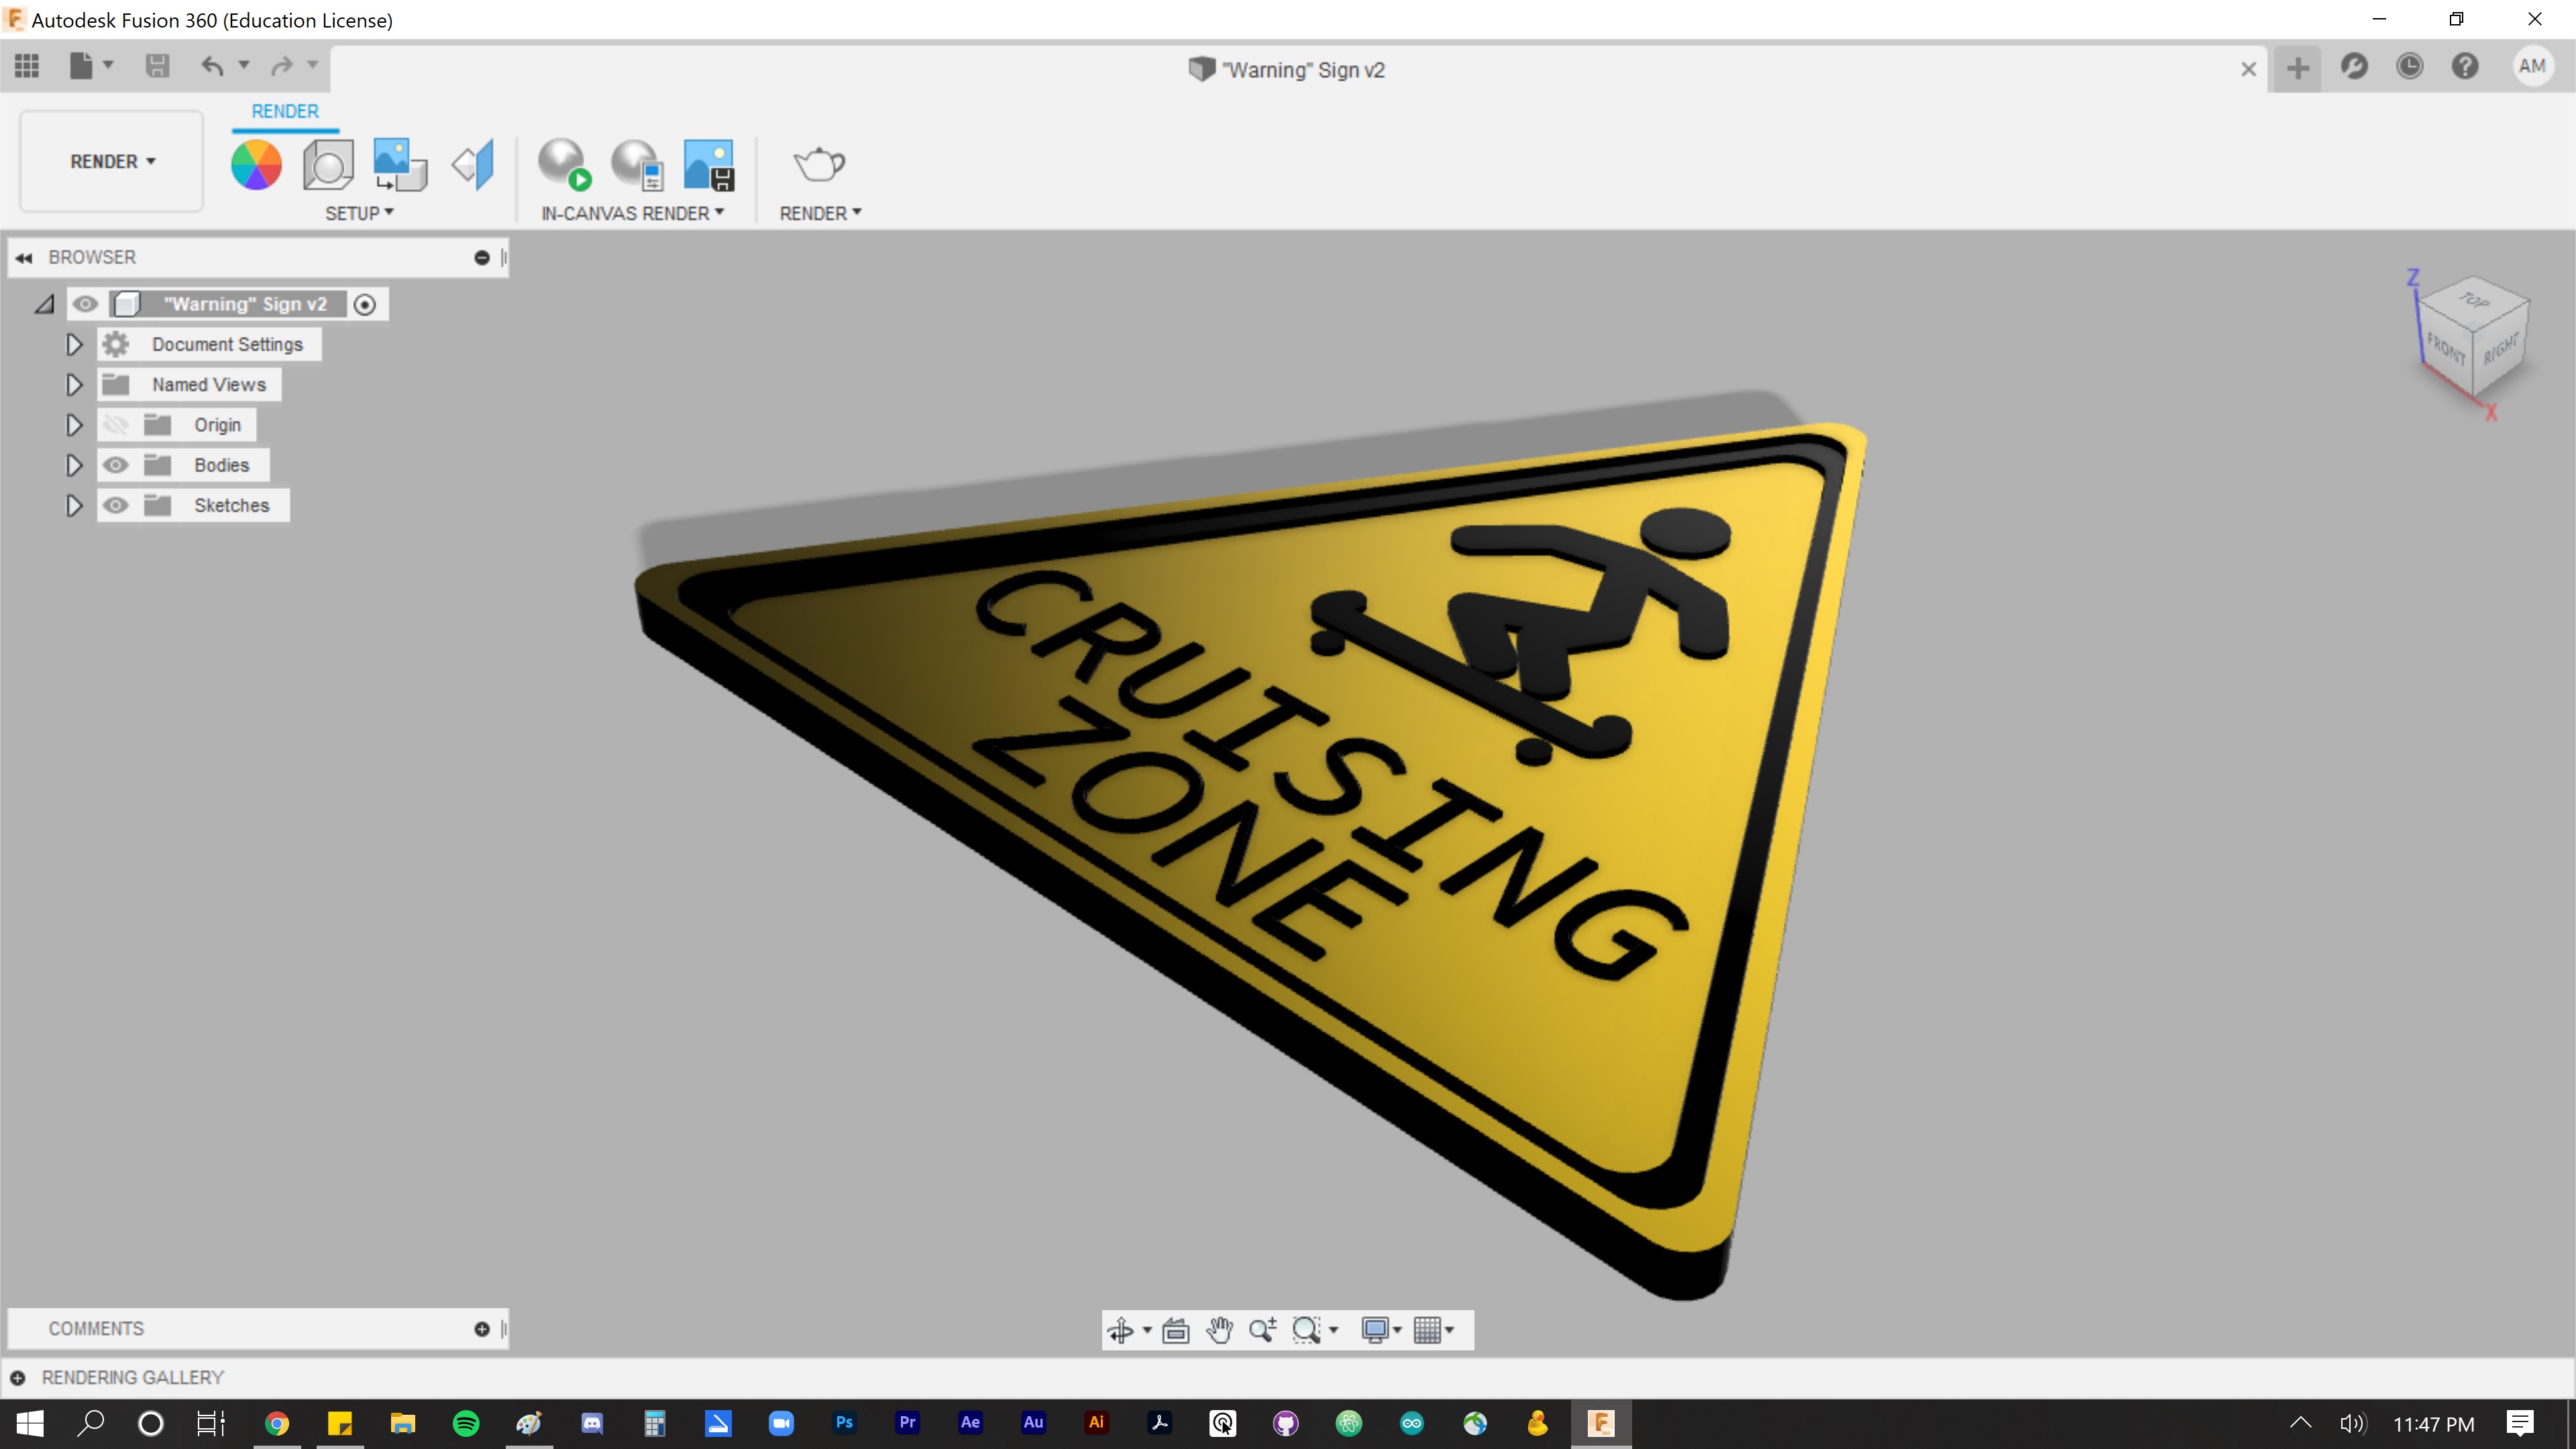 Autodesk Fusion 360 (Education License)
"Warning" Sign v2
AM
RENDER
RENDER
SETUP
IN-CANVAS RENDER
RENDER
BROWSER
"Warning" Sign v2
Document Settings
Named Views
Origin
Bodies
Sketches
Z
TOP
FRONT
RIGHT
X
CRUISING
ZONE
COMMENTS
RENDERING GALLERY
Ps
Pr
Ae
Au
Ai
F
11:47 PM